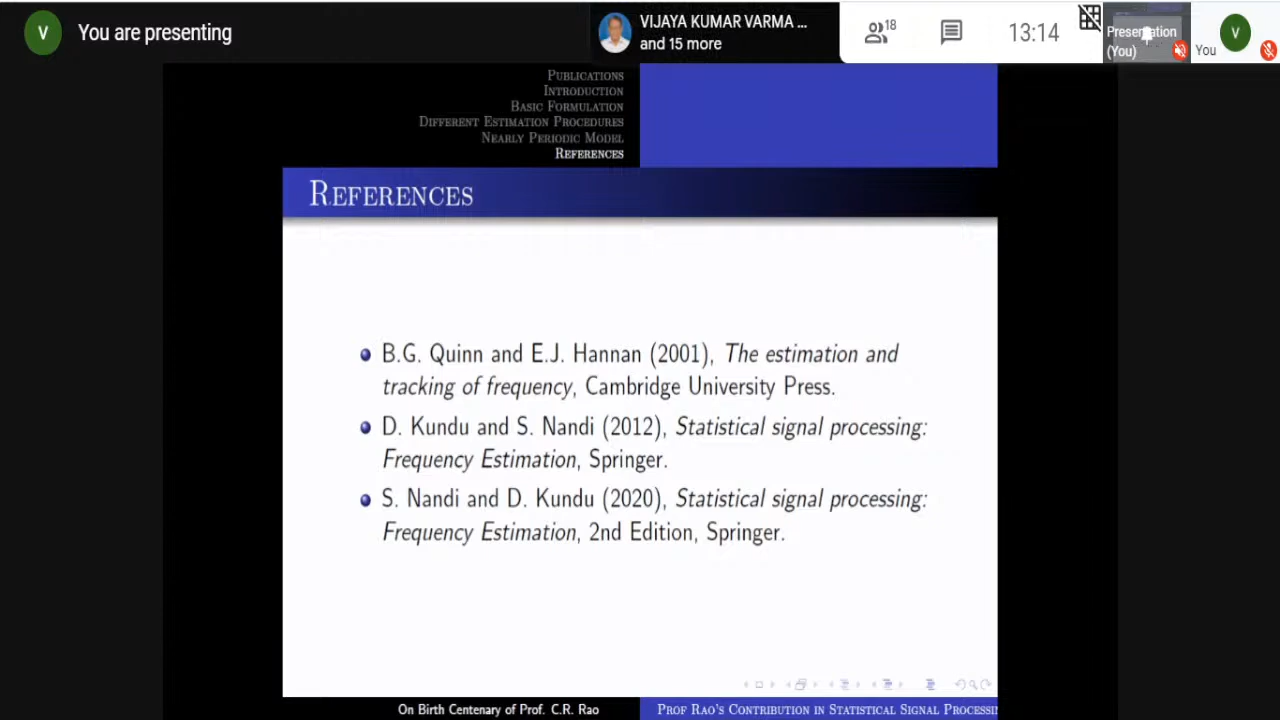 V You are presenting
VIJAYA KUMAR VARMA ...
and 15 more
18
13:14
Presentation
(You)
You
V
PUBLICATIONS
INTRODUCTION
BASIC FORMULATION
DIFFERENT ESTIMATION PROCEDURES
NEARLY PERIODIC MODEL
REFERENCES
REFERENCES
B.G. Quinn and E.J. Hannan (2001), The estimation and
tracking of frequency, Cambridge University Press.
D. Kundu and S. Nandi (2012), Statistical signal processing:
Frequency Estimation, Springer.
S. Nandi and D. Kundu (2020), Statistical signal processing:
Frequency Estimation, 2nd Edition, Springer.
On Birth Centenary of Prof. C.R. Rao
PROF RAO'S CONTRIBUTION IN STATISTICAL SIGNAL PROCESSIN